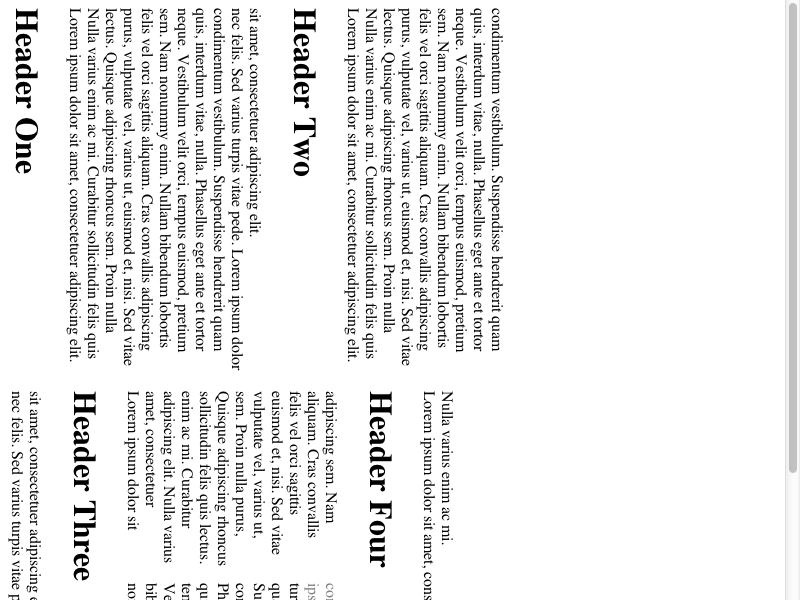 Header One
Lorem ipsum dolor sit amet, consectetuer adipiscing elit.
Nulla varius enim ac mi. Curabitur sollicitudin felis quis
lectus. Quisque adipiscing rhoncus sem. Proin nulla
purus, vulputate vel, varius ut, euismod et, nisi. Sed vitae
felis vel orci sagittis aliquam. Cras convallis adipiscing
sem. Nam nonummy enim. Nullam bibendum lobortis
neque. Vestibulum velit orci, tempus euismod, pretium
quis, interdum vitae, nulla. Phasellus eget ante et tortor
condimentum vestibulum. Suspendisse hendrerit quam
nec felis. Sed varius turpis vitae pede. Lorem ipsum dolor
sit amet, consectetuer adipiscing elit.
Header Two
Lorem ipsum dolor sit amet, consectetuer adipiscing elit.
Nulla varius enim ac mi. Curabitur sollicitudin felis quis
lectus. Quisque adipiscing rhoncus sem. Proin nulla
purus, vulputate vel, varius ut, euismod et, nisi. Sed vitae
felis vel orci sagittis aliquam. Cras convallis adipiscing
sem. Nam nonummy enim. Nullam bibendum lobortis
neque. Vestibulum velit orci, tempus euismod, pretium
quis, interdum vitae, nulla. Phasellus eget ante et tortor
condimentum vestibulum. Suspendisse hendrerit quam
nec felis. Sed varius turpis vitae
sit amet, consectetuer adipiscing
Header Three
Lorem ipsum dolor sit
amet, consectetuer
adipiscing elit. Nulla varius
enim ac mi. Curabitur
sollicitudin felis quis lectus.
Quisque adipiscing rhoncus
sem. Proin nulla purus,
vulputate vel, varius ut,
euismod et, nisi. Sed vitae
felis vel orci sagittis
aliquam. Cras convallis
adipiscing sem. Nam
Header Four
Lorem ipsum dolor sit amet, cons
Nulla varius enim ac mi.